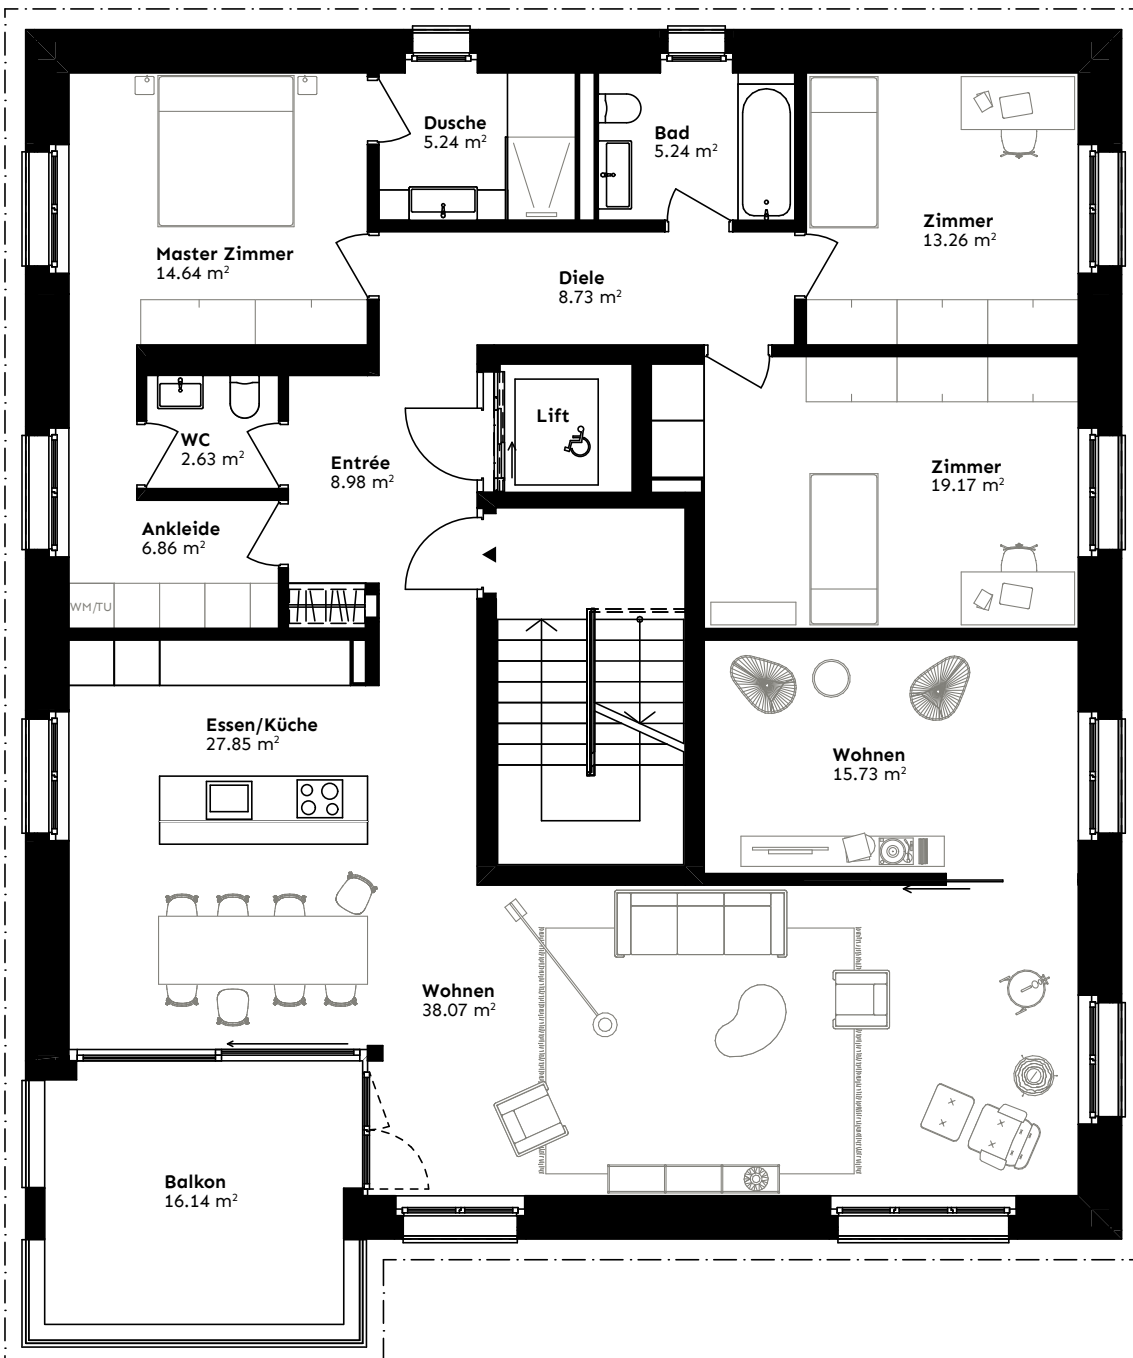 Dusche
5.24 m²
Bad
5.24 m²
Zimmer
13.26 m²
Master Zimmer
14.64 m²
Diele
8.73 m²
Lift
WC
2.63 m²
Entrée
8.98 m²
Zimmer
19.17 m²
Ankleide
6.86 m²
WM/TU
Essen/Küche
27.85 m²
Wohnen
15.73 m²
Wohnen
38.07 m²
Balkon
16.14 m²